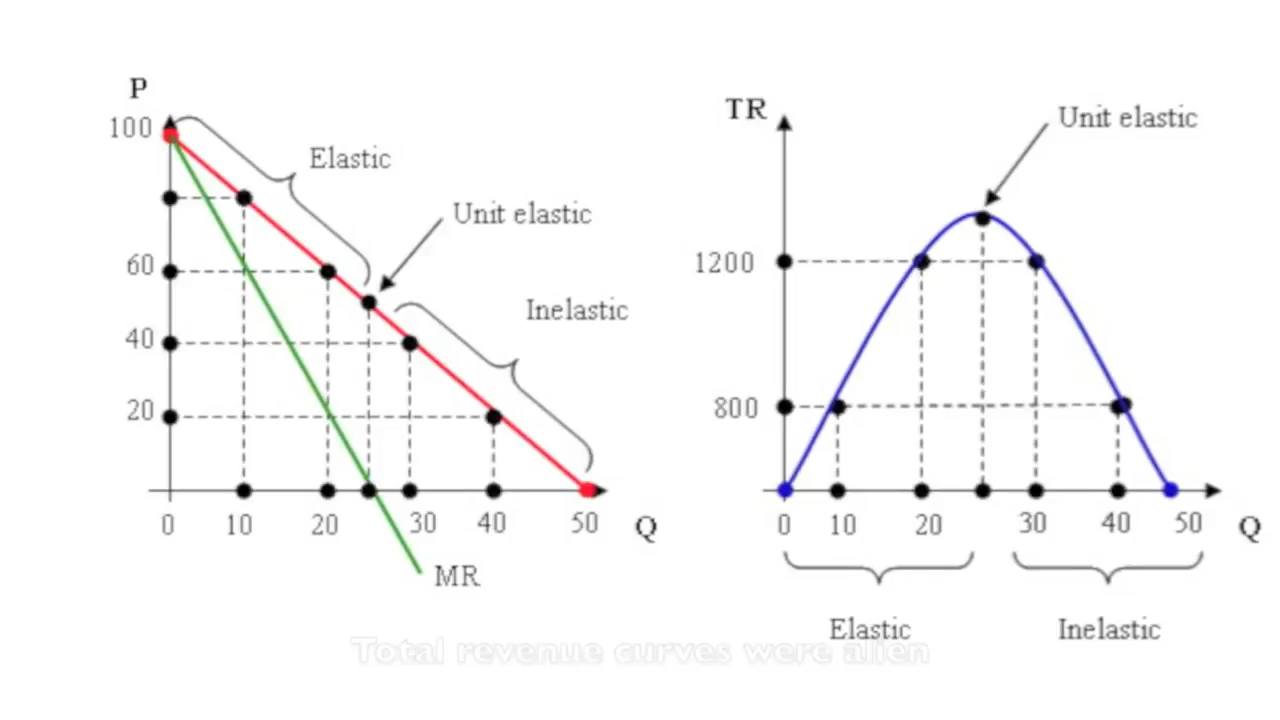 P
100
Elastic
Unit elastic
60
Inelastic
40
20
0 10 20 30 40 50 Q
MR
TR
Unit elastic
1200
800
0 10 20 30 40 50 Q
Elastic
Inelastic
Total revenue curves were alien